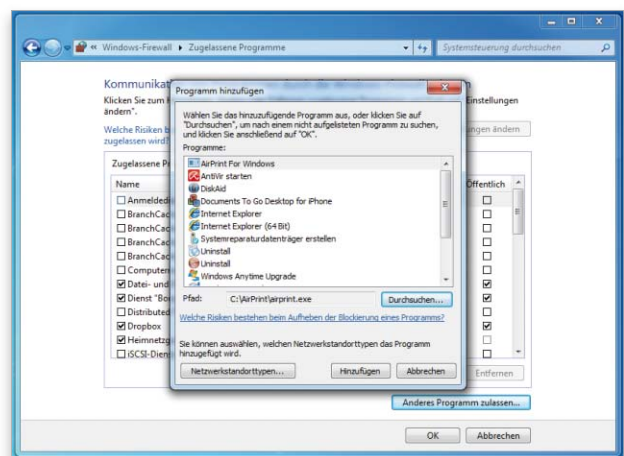 « Windows-Firewall ▸ Zugelassene Programme
Systemsteuerung durchsuchen
Klicken Sie zum
Einstellungen
ändern".
Welche Risiken
zugelassen wird?
ändern
Zugelassene
Name
Öffentlich
BranchCac
BranchCac
BranchCac
BranchCac
Datei- und
Dienst "Bo
Distributed
Dropbox
Heimnetzg
iSCSI-Dien
Entfernen
Anderes Programm zulassen...
OK
Abbrechen
Programm hinzufügen
Wählen Sie das hinzuzufügende Programm aus, oder klicken Sie auf
"Durchsuchen", um nach einem nicht aufgelisteten Programm zu suchen,
und klicken Sie anschließend auf "OK".
Programme:
AirPrint For Windows
AntiVir starten
DiskAid
Documents To Go Desktop for iPhone
Internet Explorer
Internet Explorer (64 Bit)
Systemreparaturdatenträger erstellen
Uninstall
Uninstall
Windows Anytime Upgrade
Pfad: C:\AirPrint\airprint.exe
Durchsuchen...
Welche Risiken bestehen beim Aufheben der Blockierung eines Programms?
Sie können auswählen, welchen Netzwerkstandorttypen das Programm
hinzugefügt wird.
Netzwerkstandorttypen...
Hinzufügen
Abbrechen